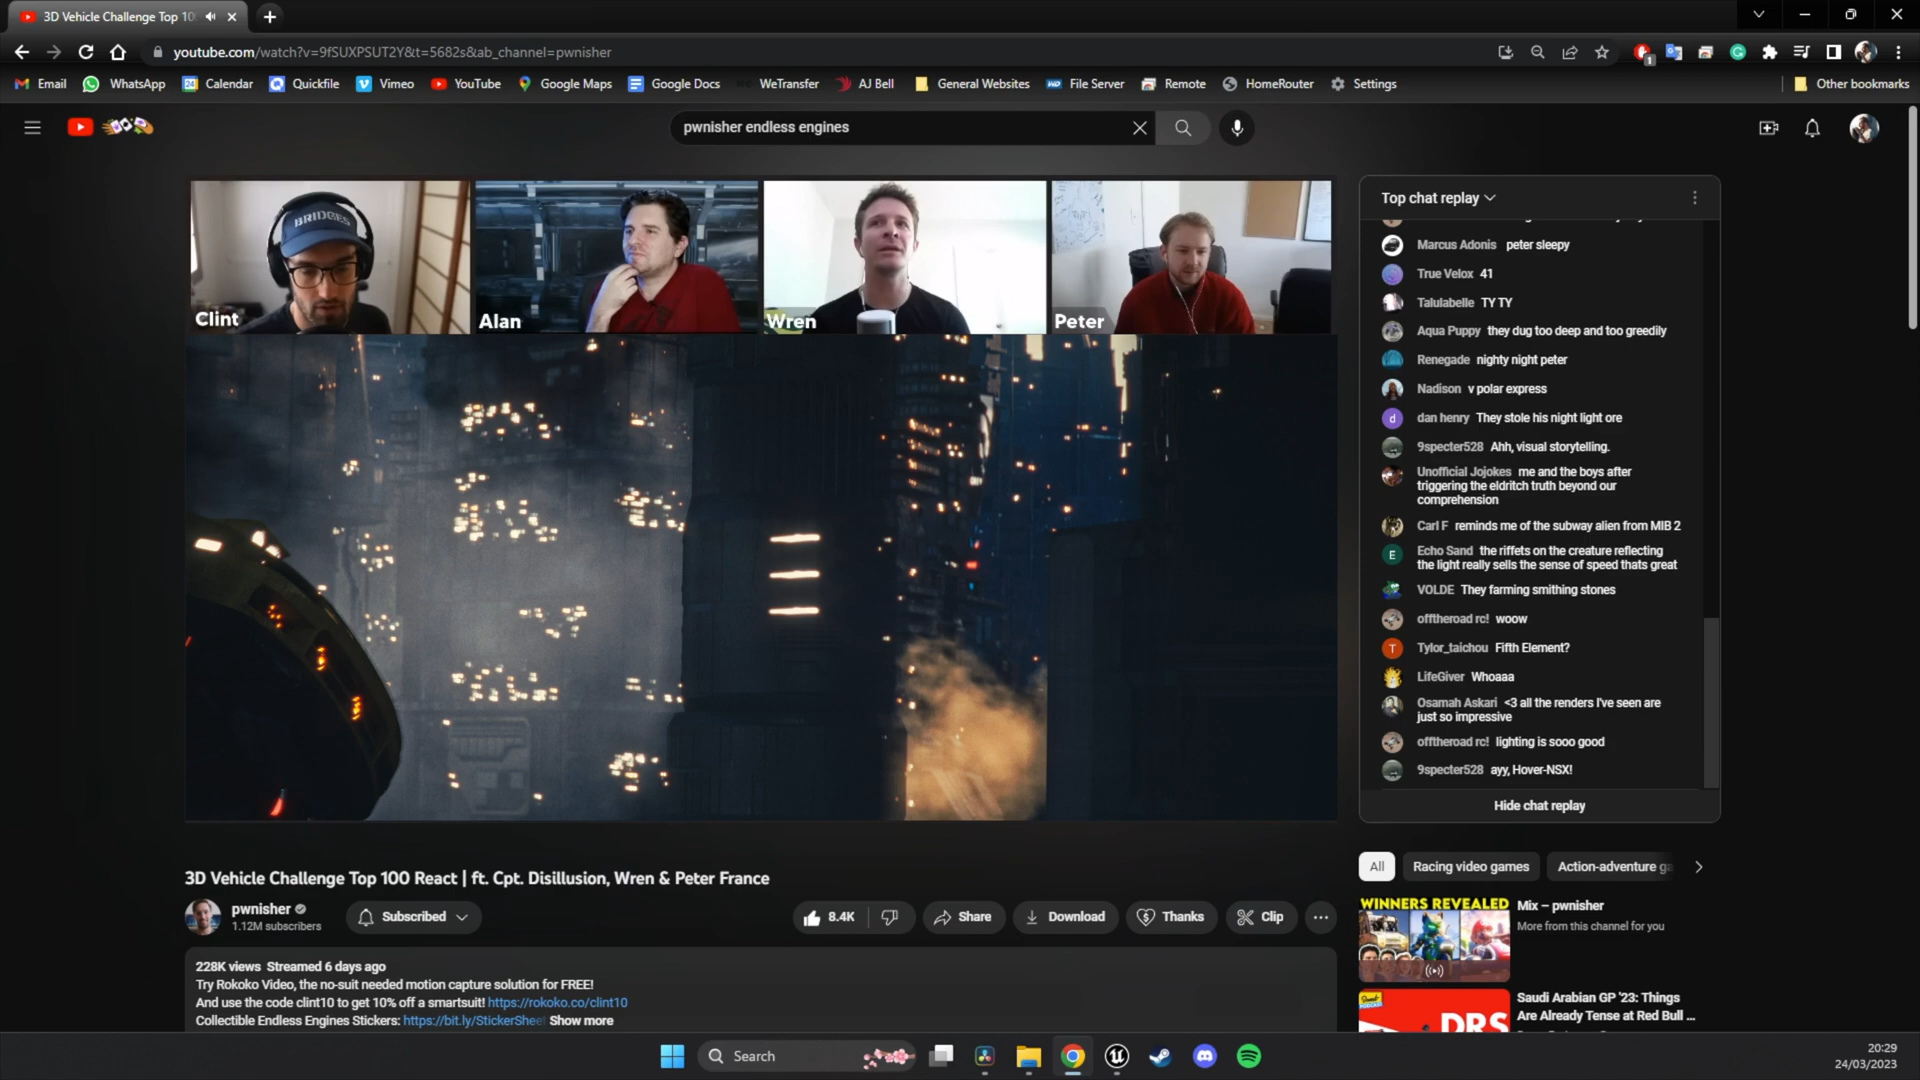 3D Vehicle Challenge Top 10
youtube.com/watch?v=9fSUXPSUT2Y&t=5682s&ab_channel=pwnisher
1
Email
WhatsApp
Calendar
Quickfile
Vimeo
YouTube
Google Maps
Google Docs
WeTransfer
AJ Bell
General Websites
File Server
Remote
HomeRouter
Settings
Other bookmarks
pwnisher endless engines
BRIDGES
Clint
Alan
Wren
Peter
Top chat replay
Marcus Adonis peter sleepy
True Velox 41
Talulabelle TY TY
Aqua Puppy they dug too deep and too greedily
Renegade nighty night peter
Nadison v polar express
d
dan henry They stole his night light ore
9specter528 Ahh, visual storytelling.
Unofficial Jojokes me and the boys after
triggering the eldritch truth beyond our
comprehension
Carl F reminds me of the subway alien from MIB 2
E
Echo Sand the riffets on the creature reflecting
the light really sells the sense of speed thats great
VOLDE They farming smithing stones
offtheroad rc! woow
T
Tylor_taichou Fifth Element?
LifeGiver Whoaaa
Osamah Askari <3 all the renders I've seen are
just so impressive
offtheroad rc! lighting is sooo good
9specter528 ayy, Hover-NSX!
Hide chat replay
3D Vehicle Challenge Top 100 React | ft. Cpt. Disillusion, Wren & Peter France
pwnisher
1.12M subscribers
Subscribed
8.4K
Share
Download
Thanks
Clip
228K views Streamed 6 days ago
Try Rokoko Video, the no-suit needed motion capture solution for FREE!
And use the code clint10 to get 10% off a smartsuit! https://rokoko.co/clint10
Collectible Endless Engines Stickers: https://bit.ly/StickerShee Show more
All
Racing video games
Action-adventure ga
WINNERS REVEALED
Mix – pwnisher
More from this channel for you
DRS
Saudi Arabian GP '23: Things
Are Already Tense at Red Bull ...
Search
20:29
24/03/2023